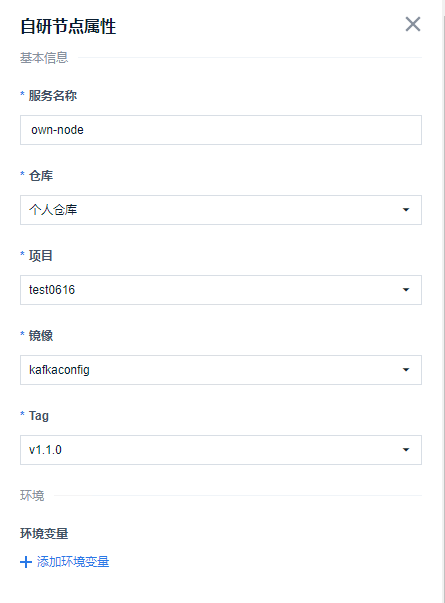 自研节点属性
基本信息
* 服务名称
own-node
* 仓库
个人仓库
* 项目
test0616
* 镜像
kafkaconfig
* Tag
v1.1.0
环境
环境变量
+ 添加环境变量